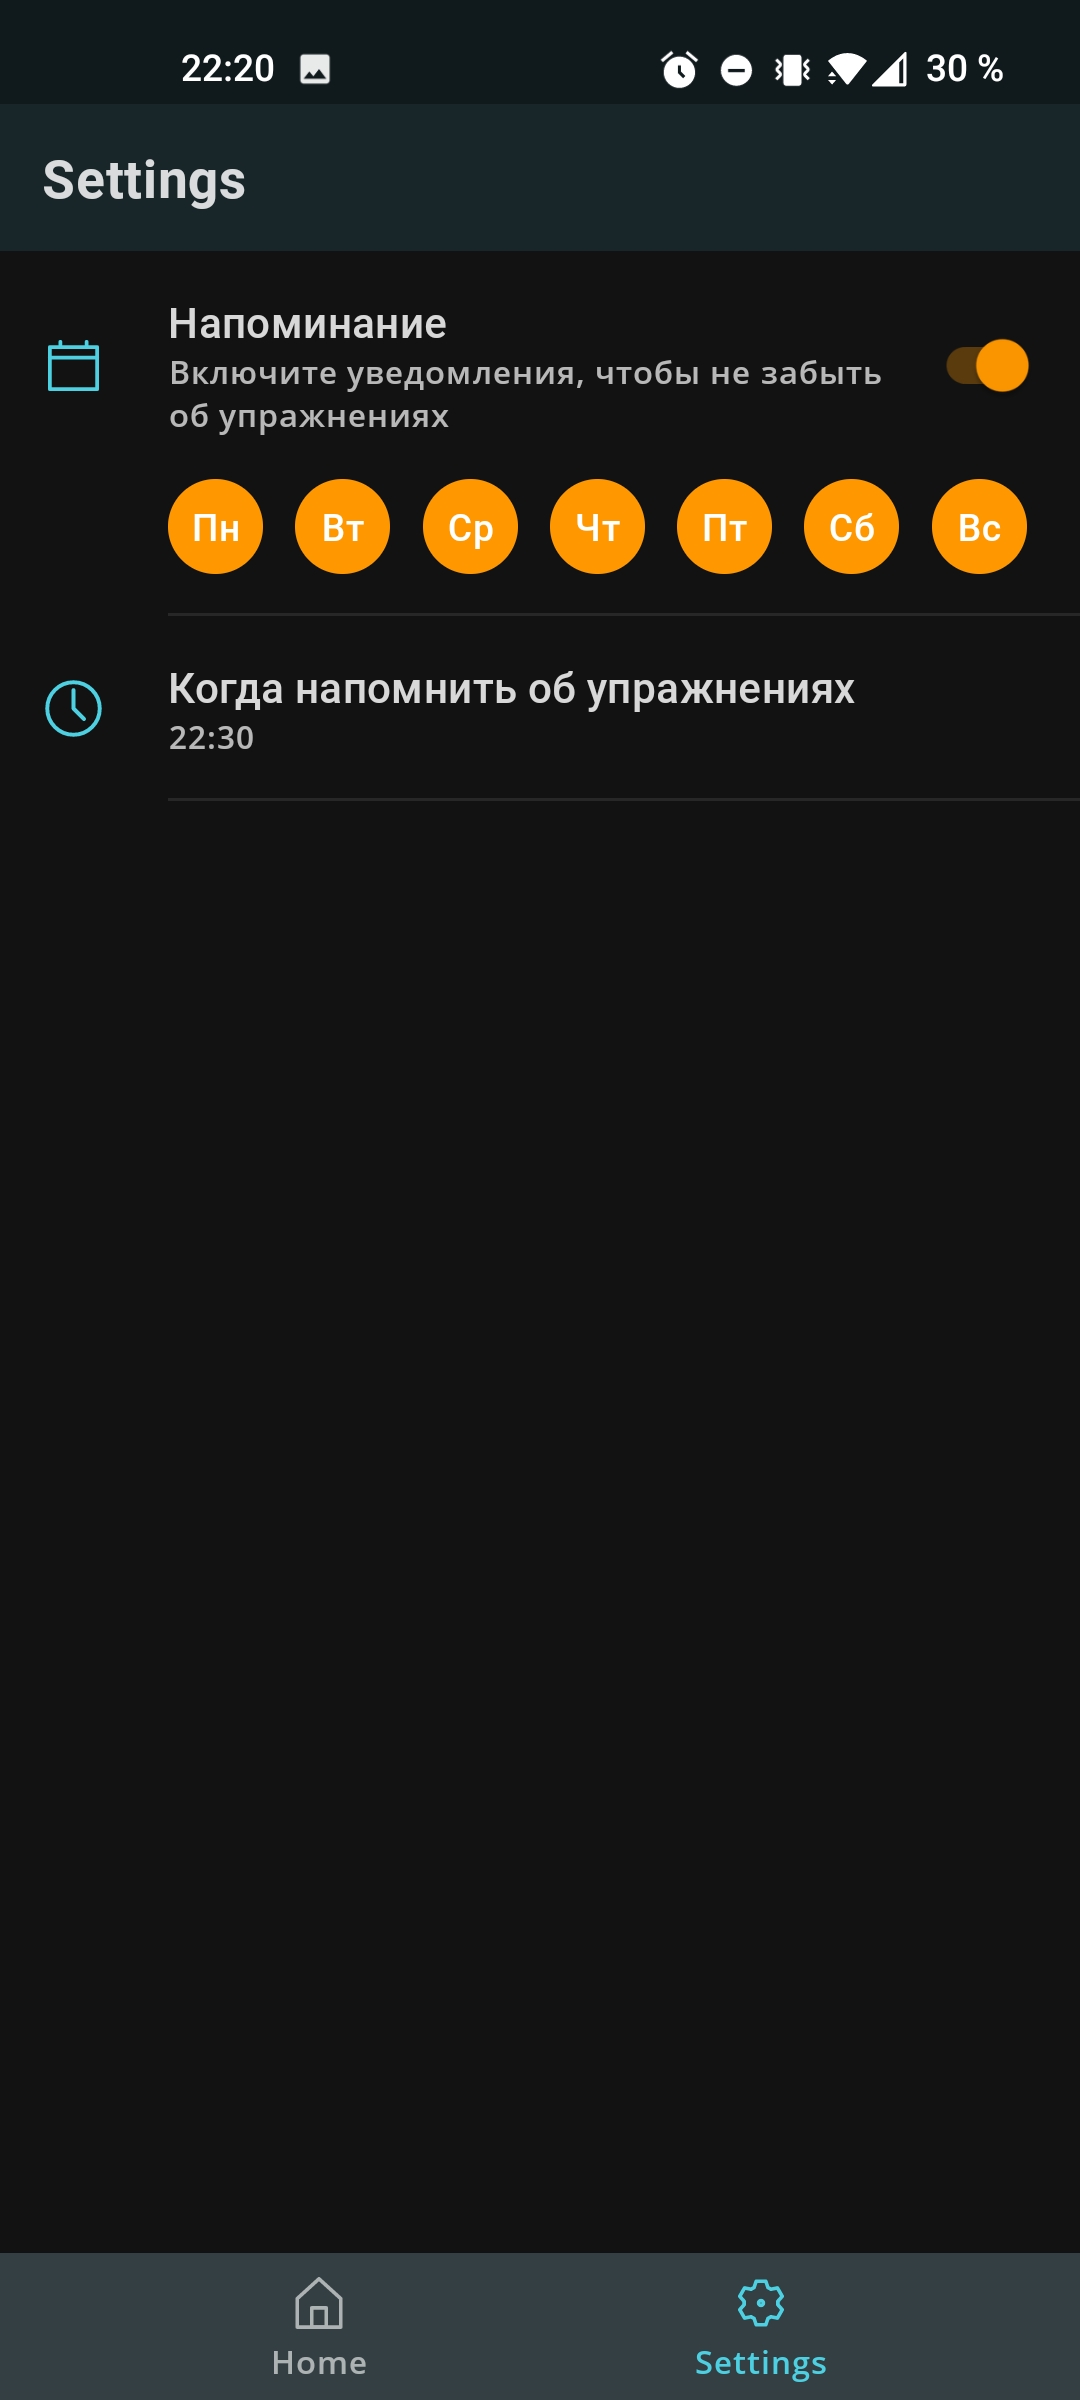 22:20 30 %
Settings
Напоминание
Включите уведомления, чтобы не забыть
об упражнениях
Пн Вт Ср Чт Пт Сб Вс
Когда напомнить об упражнениях
22:30
Home Settings